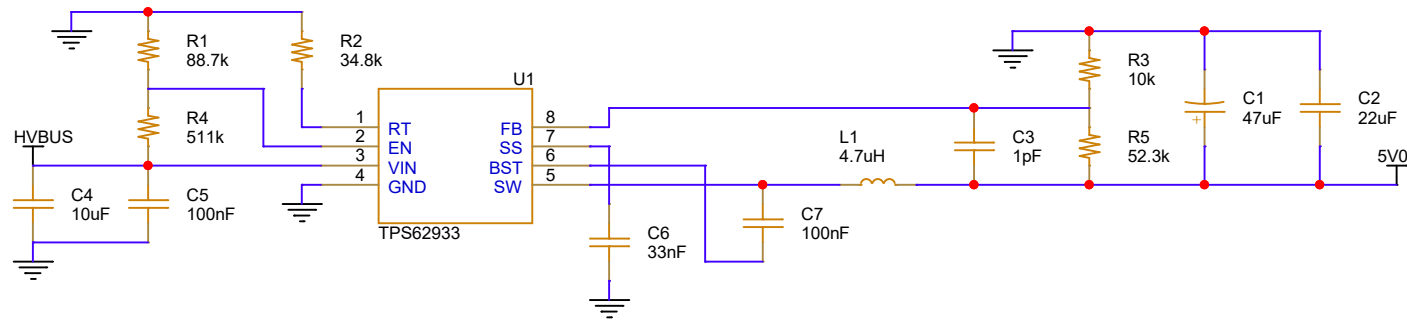 R1
88.7k
R2
34.8k
R4
511k
HVBUS
C4
10uF
C5
100nF
U1
1
2
3
4
RT
EN
VIN
GND
FB
SS
BST
SW
8
7
6
5
TPS62933
C6
33nF
C7
100nF
L1
4.7uH
C3
1pF
R3
10k
R5
52.3k
C1
47uF
+
C2
22uF
5V0